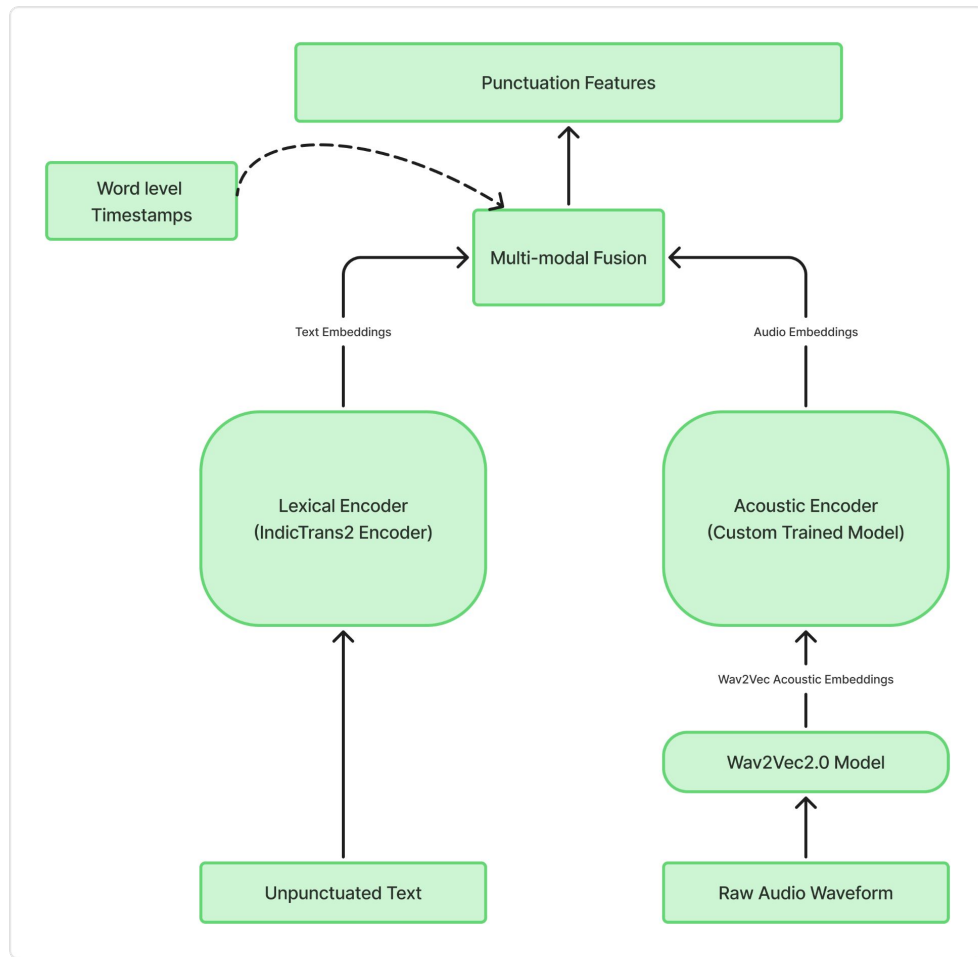 Punctuation Features
Word level
Timestamps
Multi-modal Fusion
Text Embeddings
Audio Embeddings
Lexical Encoder
(IndicTrans2 Encoder)
Acoustic Encoder
(Custom Trained Model)
Wav2Vec Acoustic Embeddings
Wav2Vec2.0 Model
Unpunctuated Text
Raw Audio Waveform